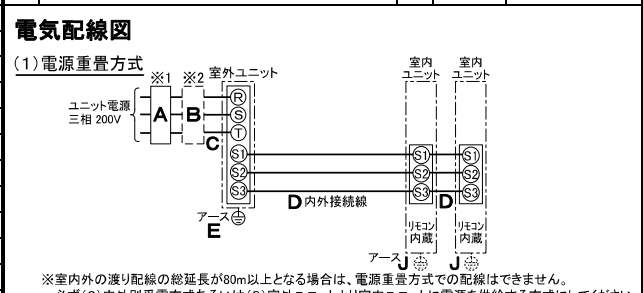 電気配線図
(1)電源重畳方式
※1 ※2 室外ユニット
室内
ユニット
室内
ユニット
ユニット電源
三相 200V
A
B
C
R
S
T
S1
S2
S3
S1
S2
S3
S1
S2
S3
D内外接続線
D
アース
E
リモコン
内蔵
リモコン
内蔵
アース
J
J
※室内外の渡り配線の総延長が80m以上となる場合は、電源重畳方式での配線はできません。